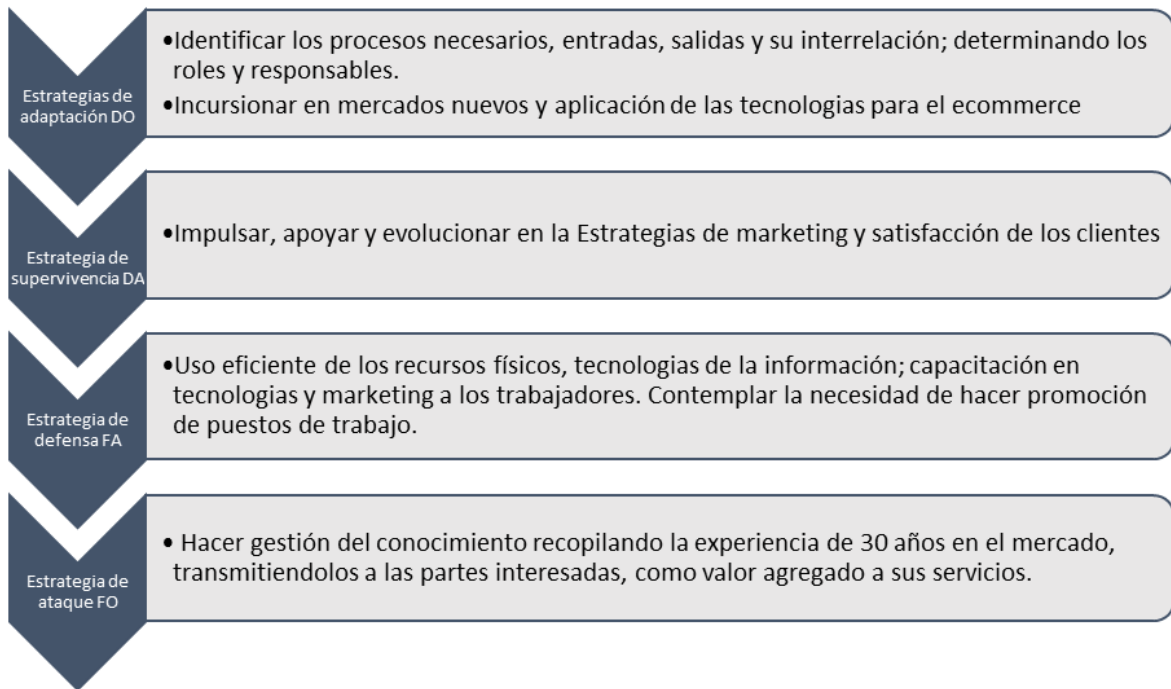 Estrategias de
adaptación DO
•Identificar los procesos necesarios, entradas, salidas y su interrelación; determinando los
roles y responsables.
•Incursionar en mercados nuevos y aplicación de las tecnologias para el ecommerce
Estrategia de
supervivencia DA
•Impulsar, apoyar y evolucionar en la Estrategias de marketing y satisfacción de los clientes
Estrategia de
defensa FA
•Uso eficiente de los recursos físicos, tecnologias de la información; capacitación en
tecnologias y marketing a los trabajadores. Contemplar la necesidad de hacer promoción
de puestos de trabajo.
Estrategia de
ataque FO
• Hacer gestión del conocimiento recopilando la experiencia de 30 años en el mercado,
transmitiendolos a las partes interesadas, como valor agregado a sus servicios.